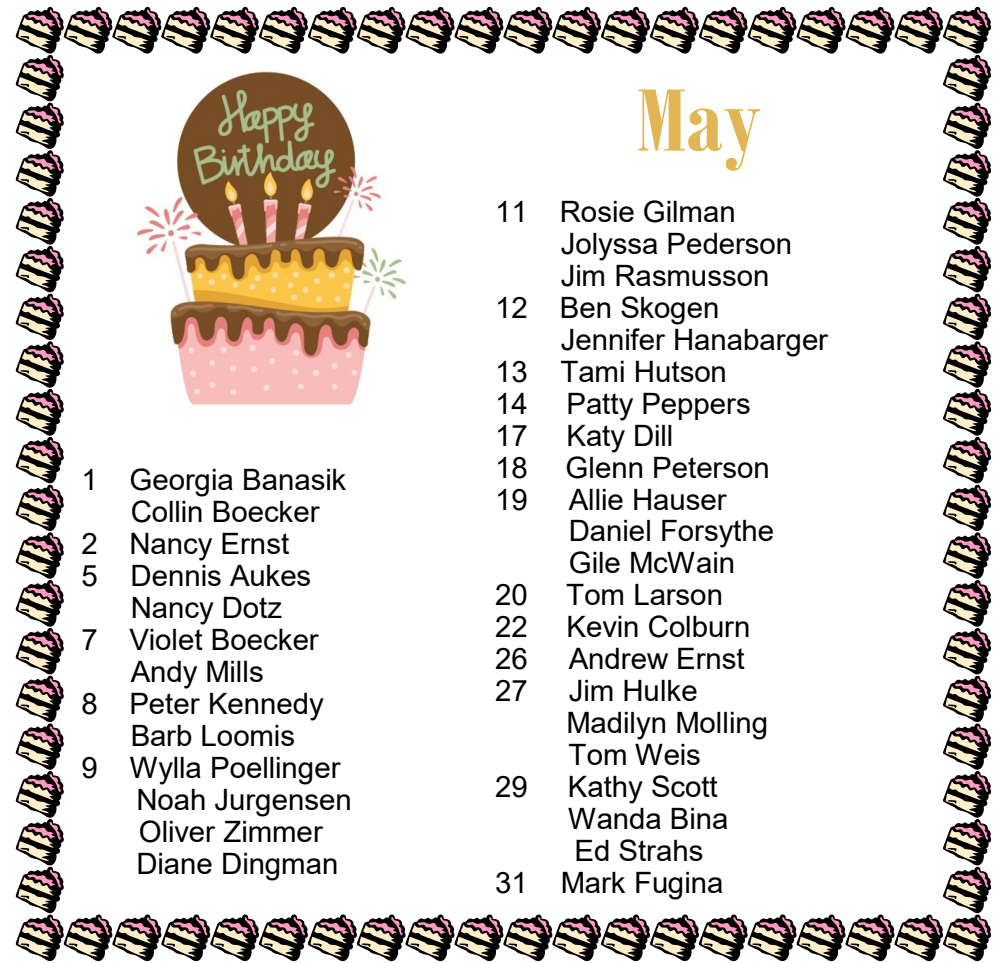 Happy
Birthday
May
1 Georgia Banasik
Collin Boecker
2 Nancy Ernst
5 Dennis Aukes
Nancy Dotz
7 Violet Boecker
Andy Mills
8 Peter Kennedy
Barb Loomis
9 Wylla Poellinger
Noah Jurgensen
Oliver Zimmer
Diane Dingman
11 Rosie Gilman
Jolyssa Pederson
Jim Rasmusson
12 Ben Skogen
Jennifer Hanabarger
13 Tami Hutson
14 Patty Peppers
17 Katy Dill
18 Glenn Peterson
19 Allie Hauser
Daniel Forsythe
Gile McWain
20 Tom Larson
22 Kevin Colburn
26 Andrew Ernst
27 Jim Hulke
Madilyn Molling
Tom Weis
29 Kathy Scott
Wanda Bina
Ed Strahs
31 Mark Fugina